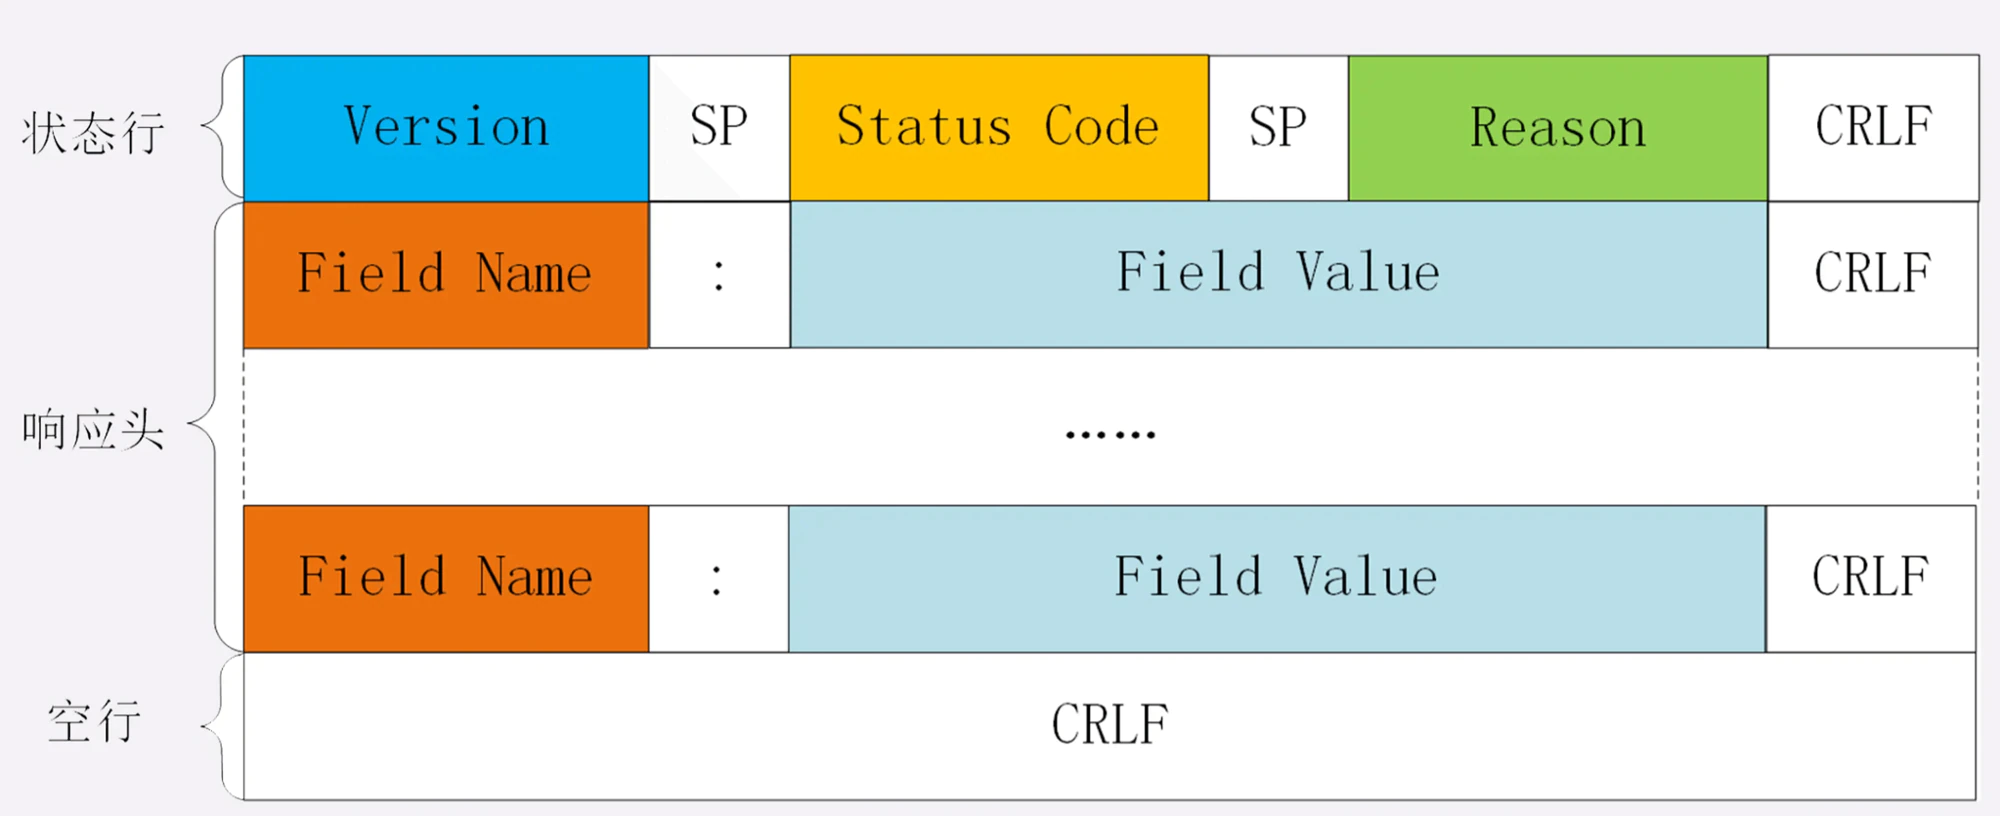 状态行 Version SP Status Code SP Reason CRLF
Field Name : Field Value CRLF
响应头 ......
Field Name : Field Value CRLF
空行 CRLF